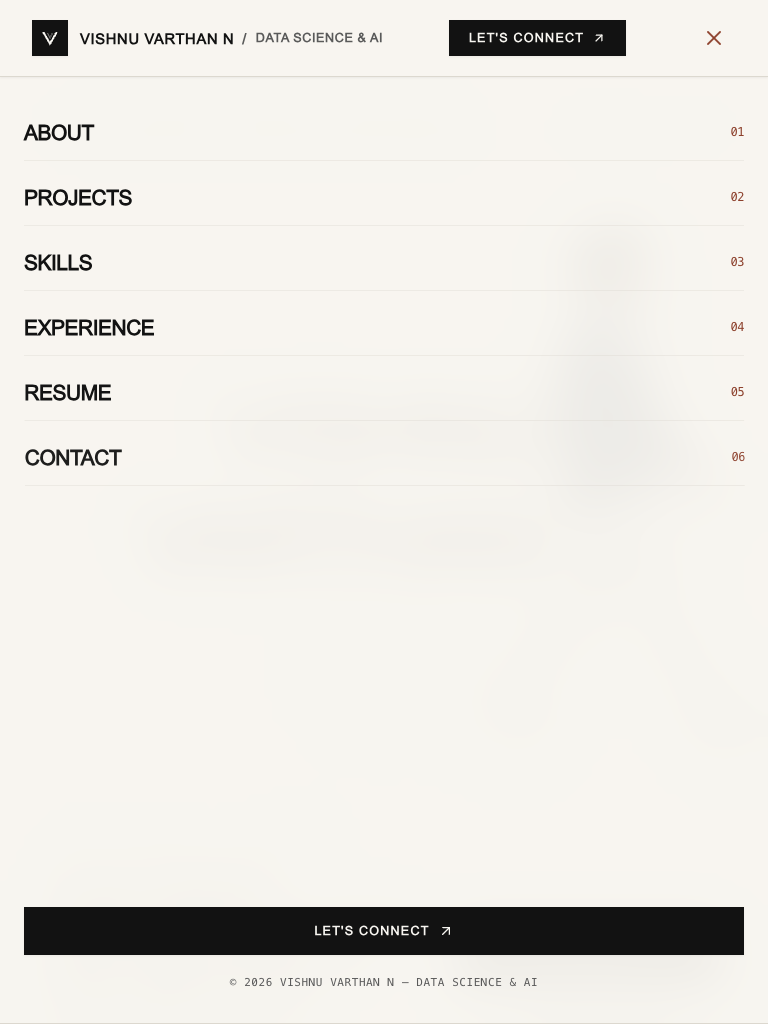 VISHNU VARTHAN N / DATA SCIENCE & AI
LET'S CONNECT ↗
ABOUT 01
PROJECTS 02
SKILLS 03
EXPERIENCE 04
RESUME 05
CONTACT 06
LET'S CONNECT ↗
© 2026 VISHNU VARTHAN N — DATA SCIENCE & AI